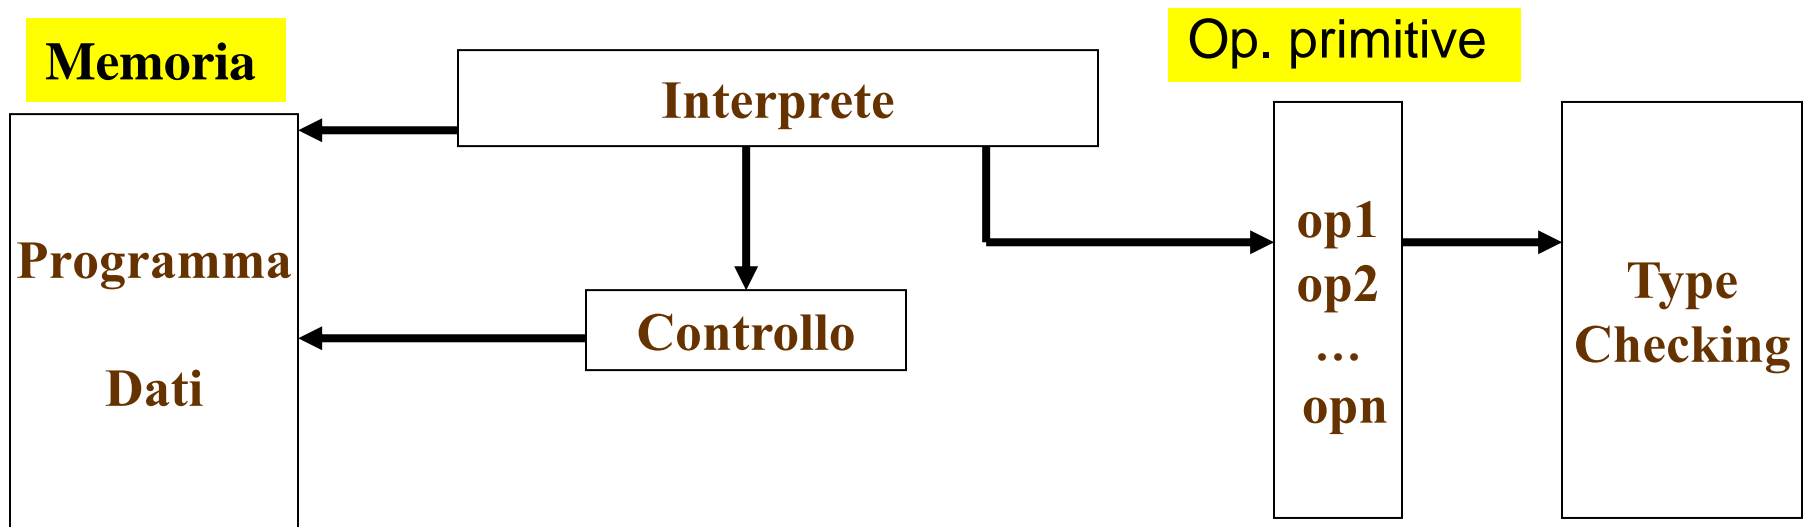 Memoria
Programma
Dati
Interprete
Controllo
Op. primitive
op1
op2
…
opn
Type
Checking